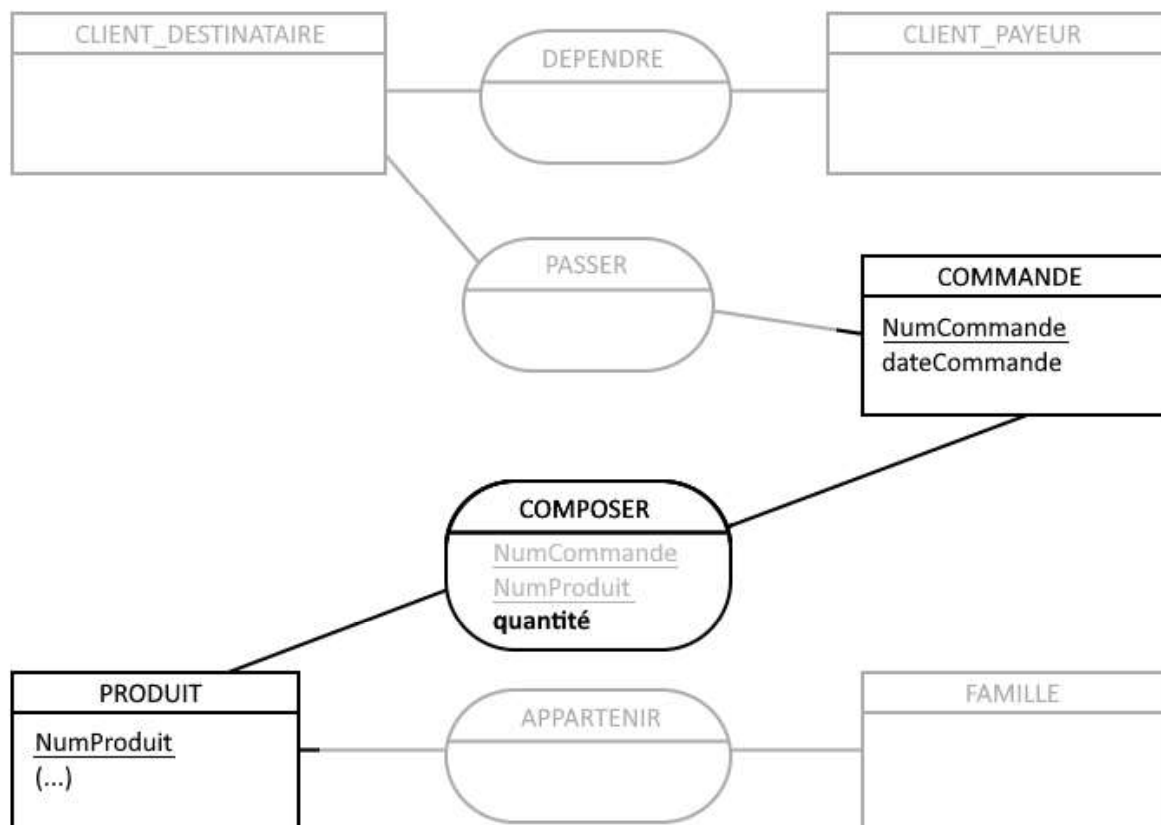 CLIENT_DESTINATAIRE
DEPENDRE
CLIENT_PAYEUR
PASSER
COMMANDE
NumCommande
dateCommande
COMPOSER
NumCommande
NumProduit
quantité
PRODUIT
NumProduit
(...)
APPARTENIR
FAMILLE